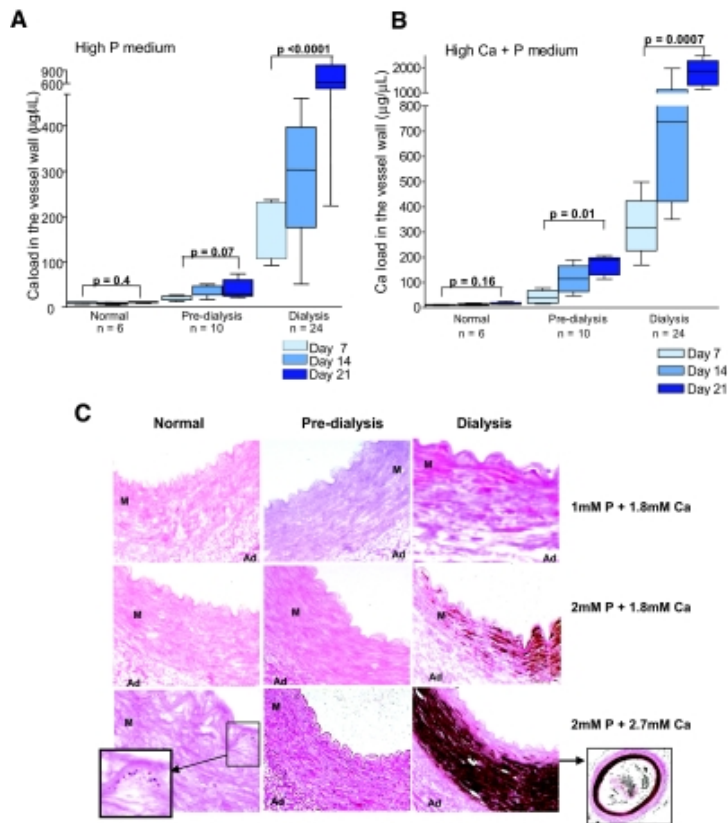 A
High P medium
p <0.0001
900
600
400
300
200
100
0
Ca load in the vessel wall (µg/µL)
p = 0.4
p = 0.07
Normal
n = 6
Pre-dialysis
n = 10
Dialysis
n = 24
Day 7
Day 14
Day 21
B
High Ca + P medium
p = 0.0007
2000
1000
800
700
600
500
400
300
200
100
0
Ca load in the vessel wall (µg/µL)
p = 0.16
p = 0.01
Normal
n = 6
Pre-dialysis
n = 10
Dialysis
n = 24
Day 7
Day 14
Day 21
C
Normal
Pre-dialysis
Dialysis
M
Ad
M
Ad
M
Ad
1mM P + 1.8mM Ca
M
Ad
M
Ad
M
Ad
2mM P + 1.8mM Ca
M
M
Ad
M
Ad
2mM P + 2.7mM Ca